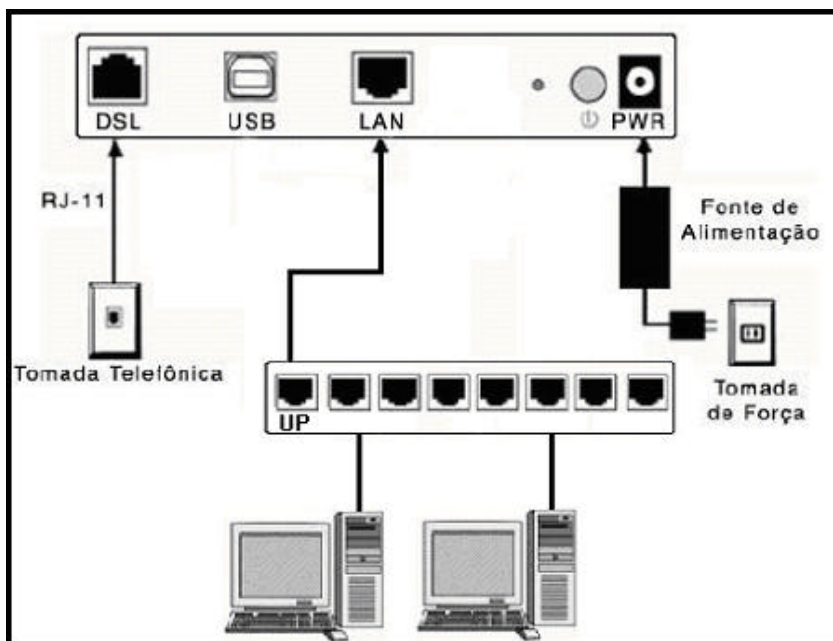 DSL USB LAN PWR
RJ-11
Fonte de
Alimentação
Tomada Telefônica
Tomada
de Força
UP